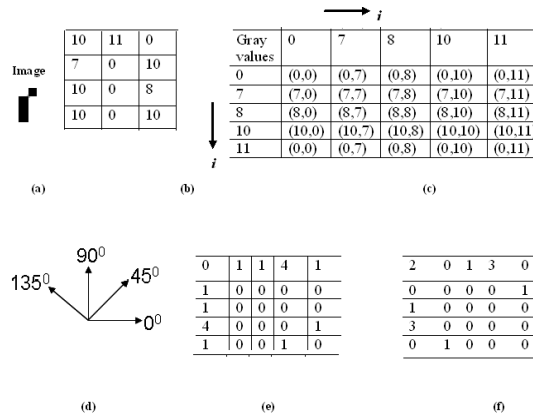 i
10 11 0
7 0 10
10 0 8
10 0 10
Image
Gray values 0 7 8 10 11
0 (0,0) (0,7) (0,8) (0,10) (0,11)
7 (7,0) (7,7) (7,8) (7,10) (7,11)
8 (8,0) (8,7) (8,8) (8,10) (8,11)
10 (10,0) (10,7) (10,8) (10,10) (10,11)
11 (0,0) (0,7) (0,8) (0,10) (0,11)
i
(a) (b) (c)
135⁰ 90⁰ 45⁰ 0⁰
0 1 1 4 1
1 0 0 0 0
1 0 0 0 0
4 0 0 0 1
1 0 0 1 0
2 0 1 3 0
0 0 0 0 1
1 0 0 0 0
3 0 0 0 0
0 1 0 0 0
(d) (e) (f)